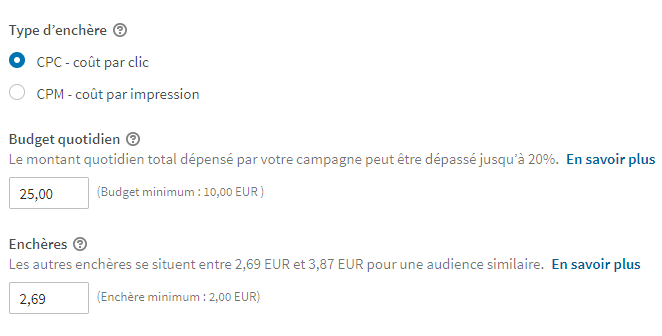 Type d'enchère ?
CPC - coût par clic
CPM - coût par impression
Budget quotidien ?
Le montant quotidien total dépensé par votre campagne peut être dépassé jusqu'à 20%. En savoir plus
25,00 (Budget minimum : 10,00 EUR )
Enchères ?
Les autres enchères se situent entre 2,69 EUR et 3,87 EUR pour une audience similaire. En savoir plus
2,69 (Enchère minimum : 2,00 EUR)